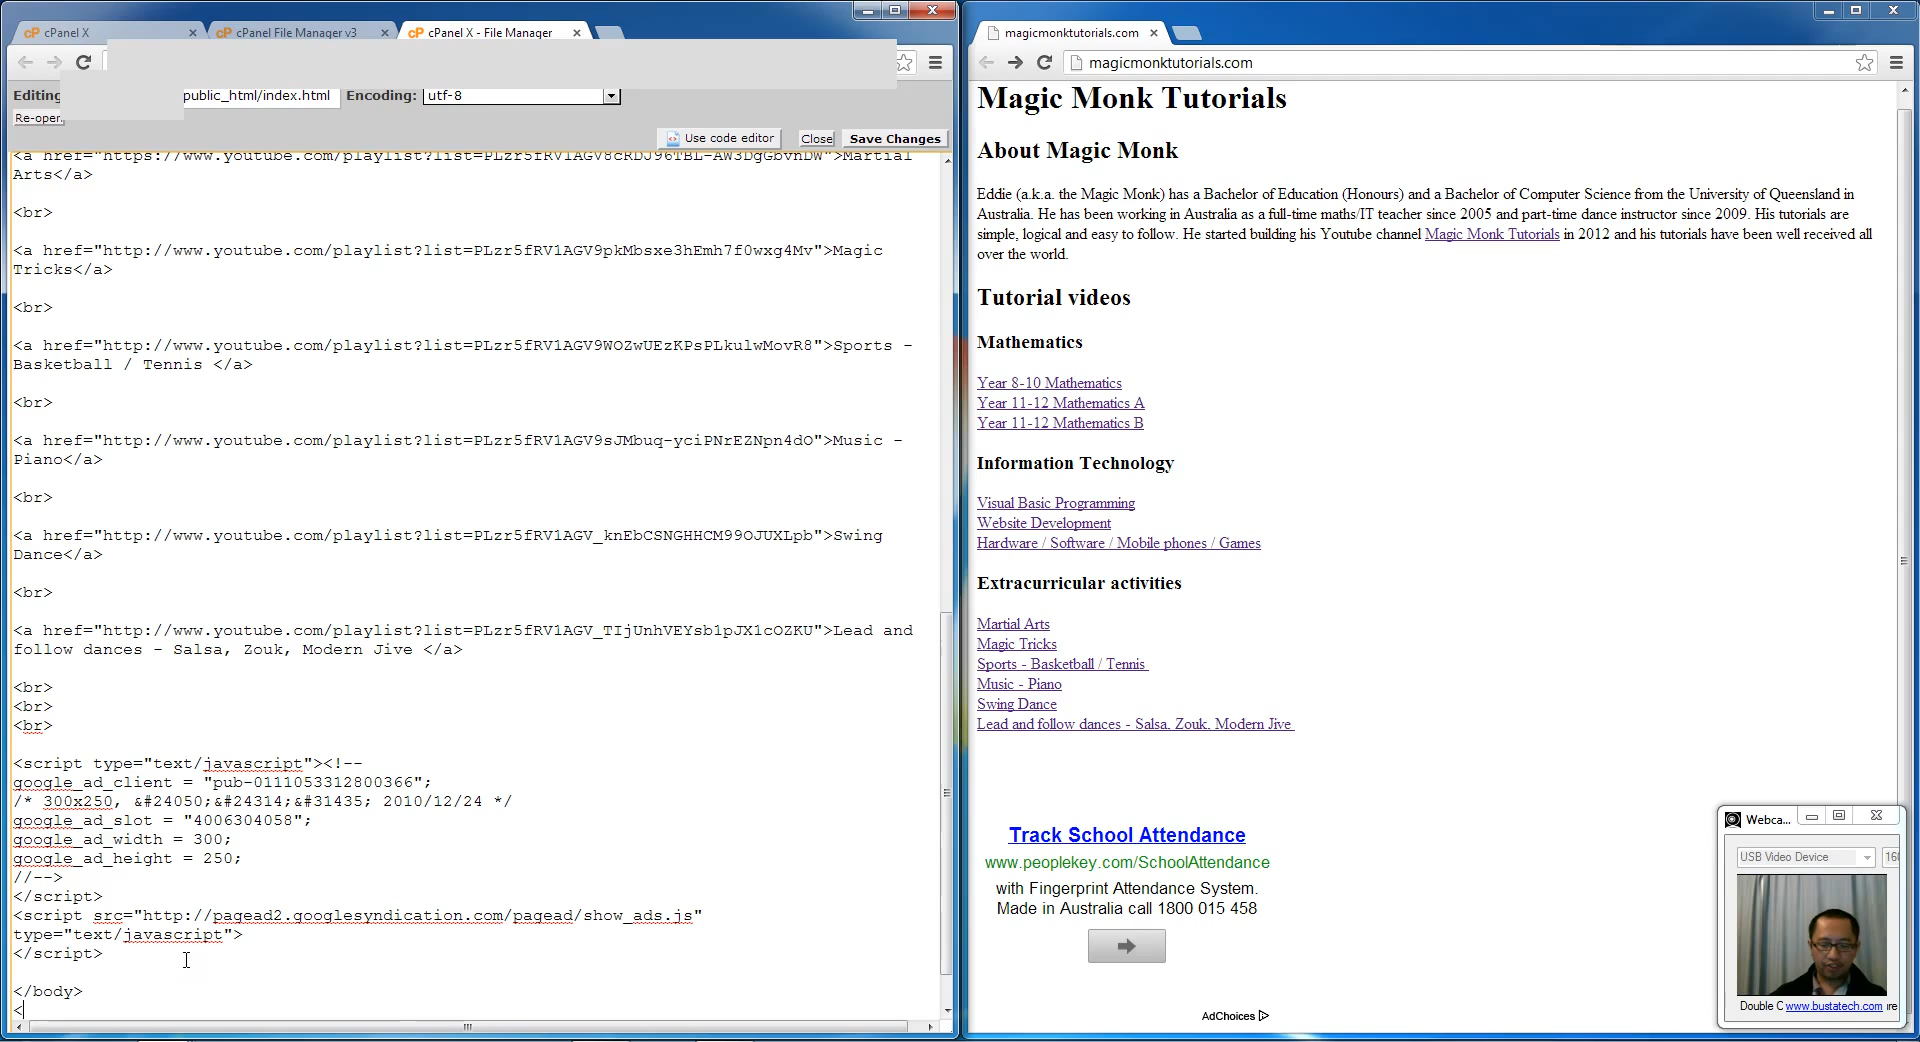 cPanel X
cPanel File Manager v3
cPanel X - File Manager
Editing
public_html/index.html
Encoding:
utf-8
Re-open
Use code editor
Close
Save Changes
<a href="https://www.youtube.com/playlist?list=PLzr5fRV1AGV8cRDJ96TBL-AW3DgGbvnDW">Martial
Arts</a>
<br>
<a href="http://www.youtube.com/playlist?list=PLzr5fRV1AGV9pkMbsxe3hEmh7f0wxg4Mv">Magic
Tricks</a>
<br>
<a href="http://www.youtube.com/playlist?list=PLzr5fRV1AGV9WOZwUEzKPsPLkulwMovR8">Sports -
Basketball / Tennis </a>
<br>
<a href="http://www.youtube.com/playlist?list=PLzr5fRV1AGV9sJMbuq-yciPNrEZNpn4dO">Music -
Piano</a>
<br>
<a href="http://www.youtube.com/playlist?list=PLzr5fRV1AGV_knEbCSNGHHCM99OJUXLpb">Swing
Dance</a>
<br>
<a href="http://www.youtube.com/playlist?list=PLzr5fRV1AGV_TIjUnhVEYsb1pJX1cOZKU">Lead and
follow dances - Salsa, Zouk, Modern Jive </a>
<br>
<br>
<br>
<script type="text/javascript"><!--
google_ad_client = "pub-0111053312800366";
/* 300x250, &#24050;&#24314;&#31435; 2010/12/24 */
google_ad_slot = "4006304058";
google_ad_width = 300;
google_ad_height = 250;
//-->
</script>
<script src="http://pagead2.googlesyndication.com/pagead/show_ads.js"
type="text/javascript">
</script>
</body>
<
magicmonktutorials.com
magicmonktutorials.com
Magic Monk Tutorials
About Magic Monk
Eddie (a.k.a. the Magic Monk) has a Bachelor of Education (Honours) and a Bachelor of Computer Science from the University of Queensland in
Australia. He has been working in Australia as a full-time maths/IT teacher since 2005 and part-time dance instructor since 2009. His tutorials are
simple, logical and easy to follow. He started building his Youtube channel Magic Monk Tutorials in 2012 and his tutorials have been well received all
over the world.
Tutorial videos
Mathematics
Year 8-10 Mathematics
Year 11-12 Mathematics A
Year 11-12 Mathematics B
Information Technology
Visual Basic Programming
Website Development
Hardware / Software / Mobile phones / Games
Extracurricular activities
Martial Arts
Magic Tricks
Sports - Basketball / Tennis
Music - Piano
Swing Dance
Lead and follow dances - Salsa, Zouk, Modern Jive
Track School Attendance
www.peoplekey.com/SchoolAttendance
with Fingerprint Attendance System.
Made in Australia call 1800 015 458
AdChoices
Webca...
USB Video Device
160
Double C www.bustatech.com ire